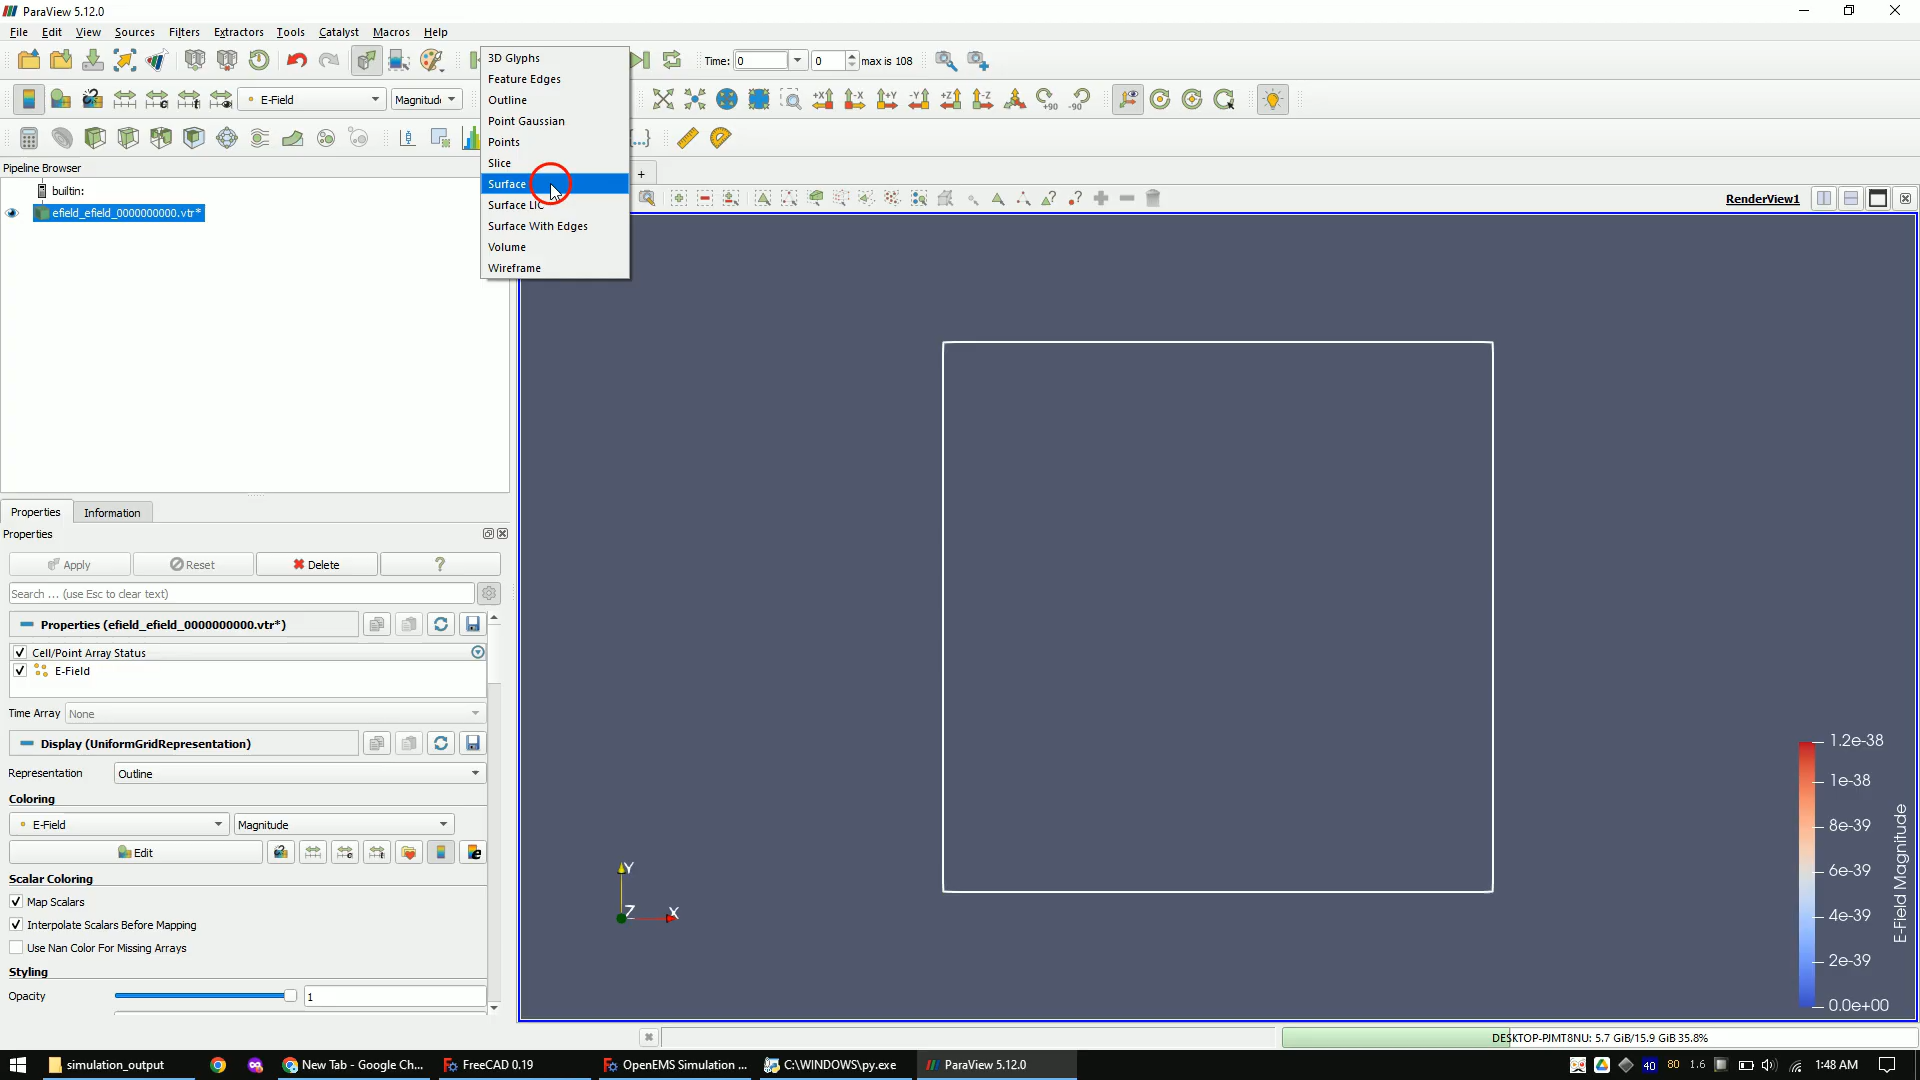 ParaView 5.12.0
File Edit View Sources Filters Extractors Tools Catalyst Macros Help
Time: 0 0 max is 108
E-Field Magnitude
+X -X +Y -Y +Z -Z +90 -90
3D Glyphs
Feature Edges
Outline
Point Gaussian
Points
Slice
Surface
Surface LIC
Surface With Edges
Volume
Wireframe
Pipeline Browser
builtin:
efield_efield_0000000000.vtr*
+
RenderView1
Properties Information
Properties
Apply Reset Delete ?
Search ... (use Esc to clear text)
Properties (efield_efield_0000000000.vtr*)
Cell/Point Array Status
E-Field
Time Array None
Display (UniformGridRepresentation)
Representation Outline
Coloring
E-Field Magnitude
Edit
Scalar Coloring
Map Scalars
Interpolate Scalars Before Mapping
Use Nan Color For Missing Arrays
Styling
Opacity 1
Y
Z X
1.2e-38
1e-38
8e-39
6e-39
4e-39
2e-39
0.0e+00
E-Field Magnitude
DESKTOP-PJMT8NU: 5.7 GiB/15.9 GiB 35.8%
simulation_output New Tab - Google Ch... FreeCAD 0.19 OpenEMS Simulation ... C:\WINDOWS\py.exe ParaView 5.12.0 40 80 1.6 1:48 AM